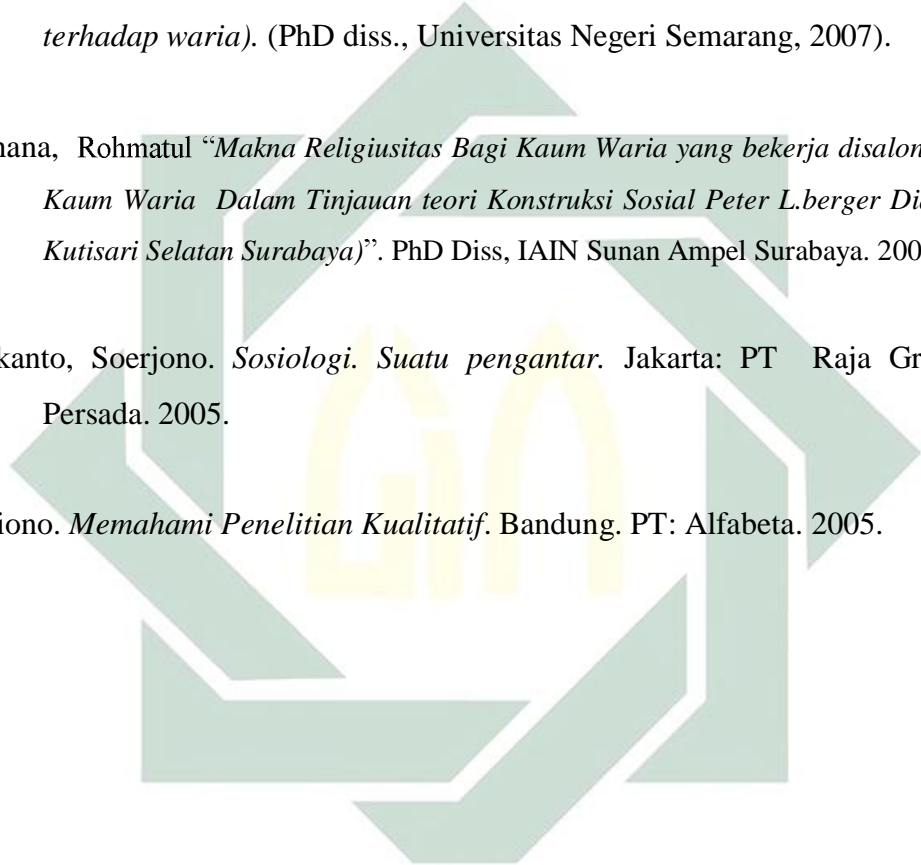 terhadap waria). (PhD diss., Universitas Negeri Semarang, 2007).
Rohmatul “Makna Religiusitas Bagi Kaum Waria yang bekerja disalon
Kaum Waria Dalam Tinjauan teori Konstruksi Sosial Peter L.berger
Kutisari Selatan Surabaya)”. PhD Diss, IAIN Sunan Ampel Surabaya.
Soerjono. Sosiologi. Suatu pengantar. Jakarta: PT Raja
Persada. 2005.
Memahami Penelitian Kualitatif. Bandung. PT: Alfabeta. 2005.